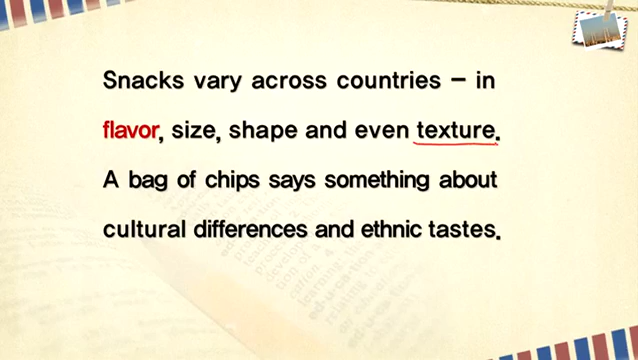 Snacks vary across countries – in
flavor, size, shape and even texture.
A bag of chips says something about
cultural differences and ethnic tastes.